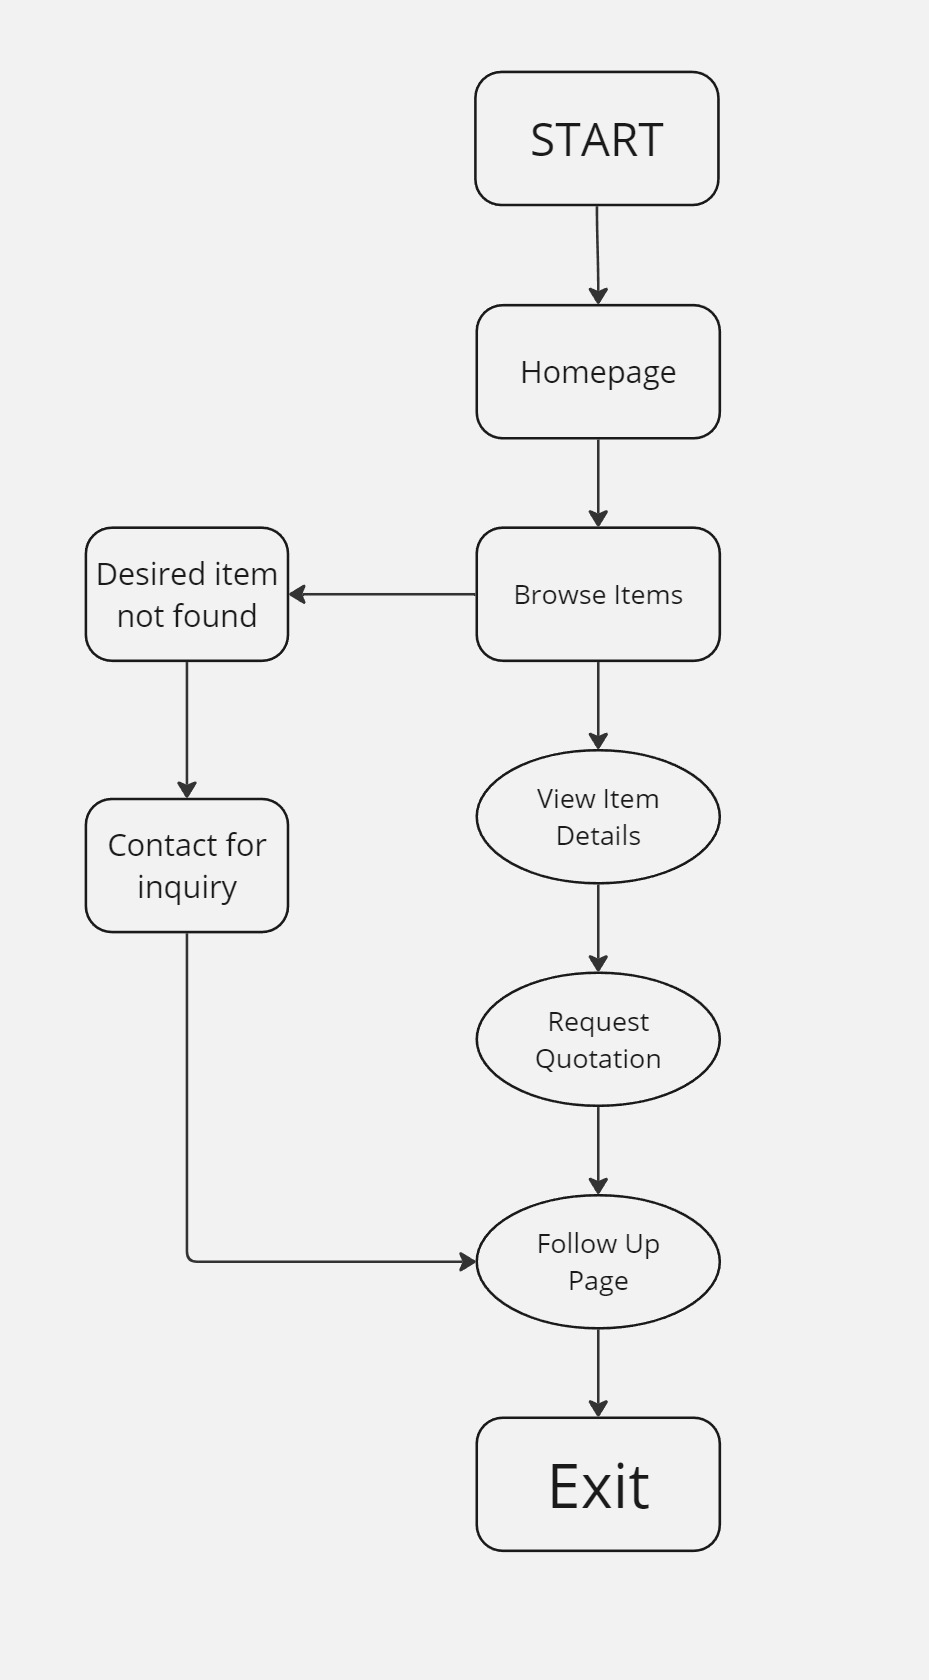 START
Homepage
Desired item
not found
Browse Items
View Item
Details
Contact for
inquiry
Request
Quotation
Follow Up
Page
Exit